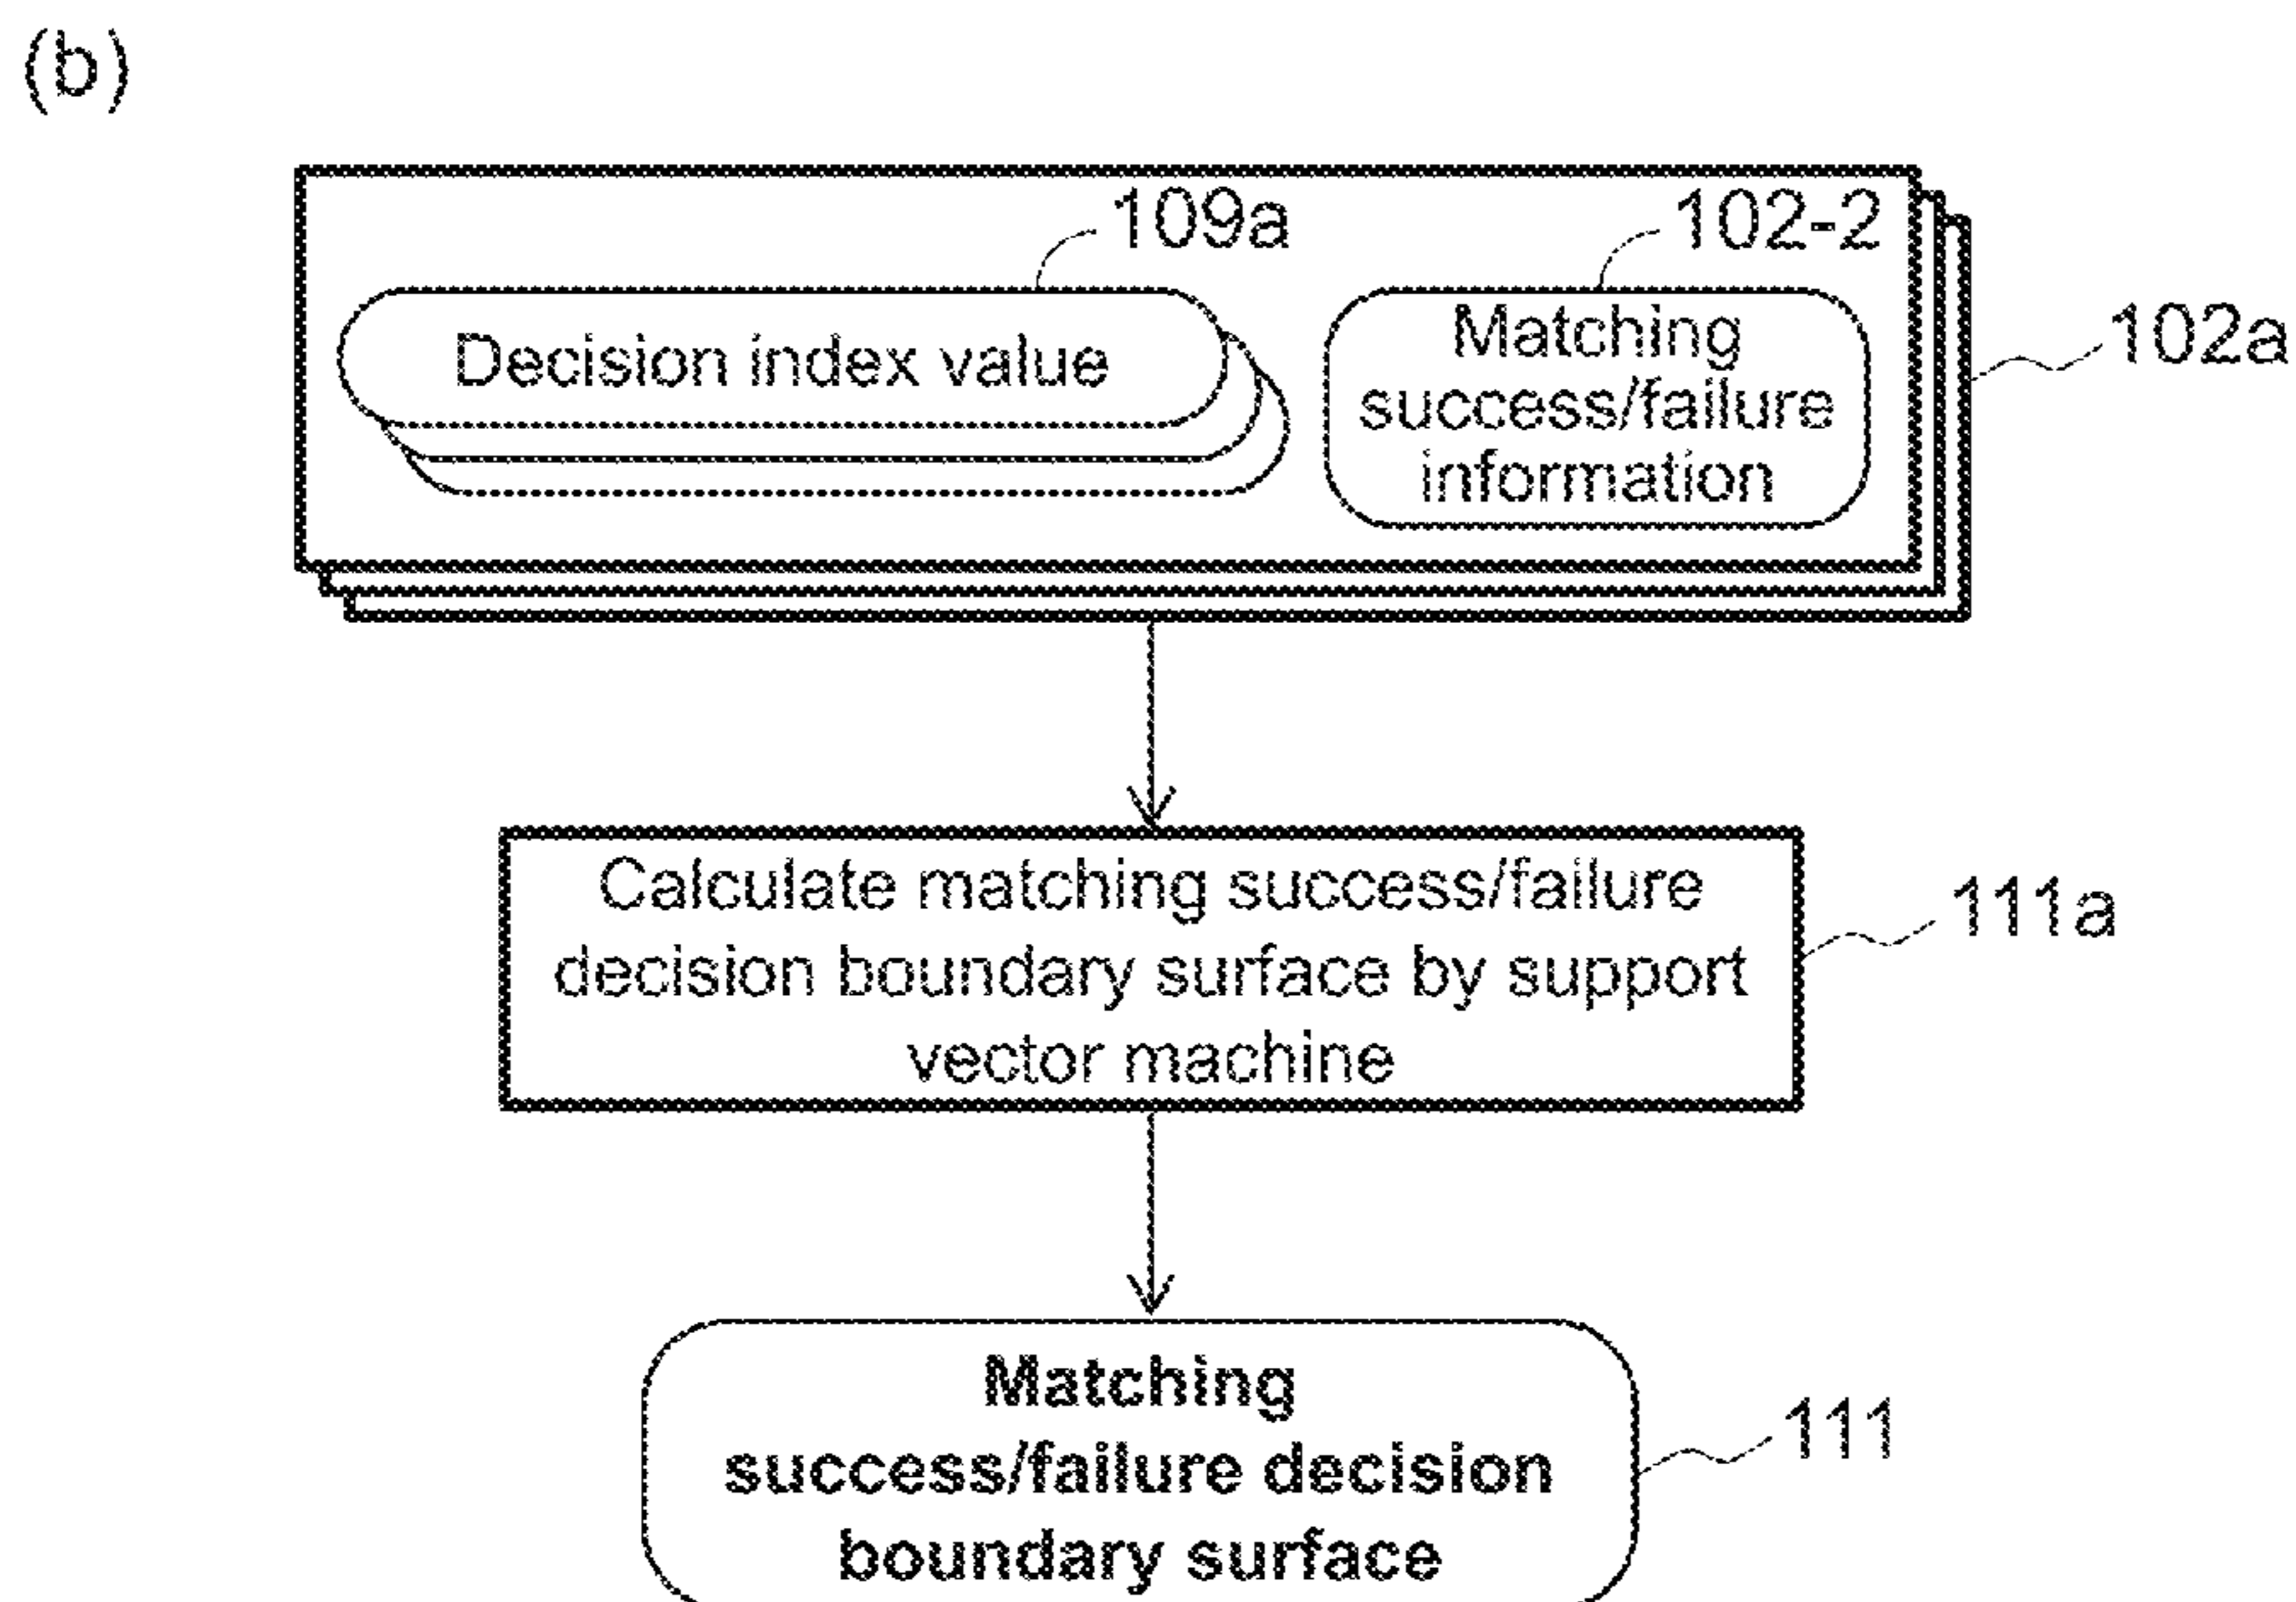 (b)
109a
102-2
Decision index value
Matching
success/failure
information
102a
Calculate matching success/failure
decision boundary surface by support
vector machine
111a
Matching
success/failure decision
boundary surface
111